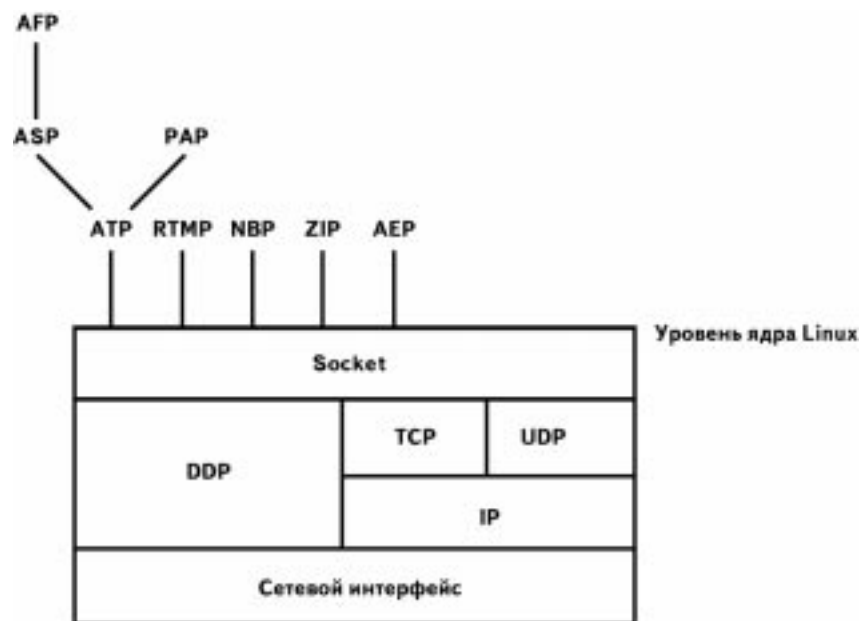 AFP
ASP PAP
ATP RTMP NBP ZIP AEP
Уровень ядра Linux
Socket
TCP UDP
DDP
IP
Сетевой интерфейс